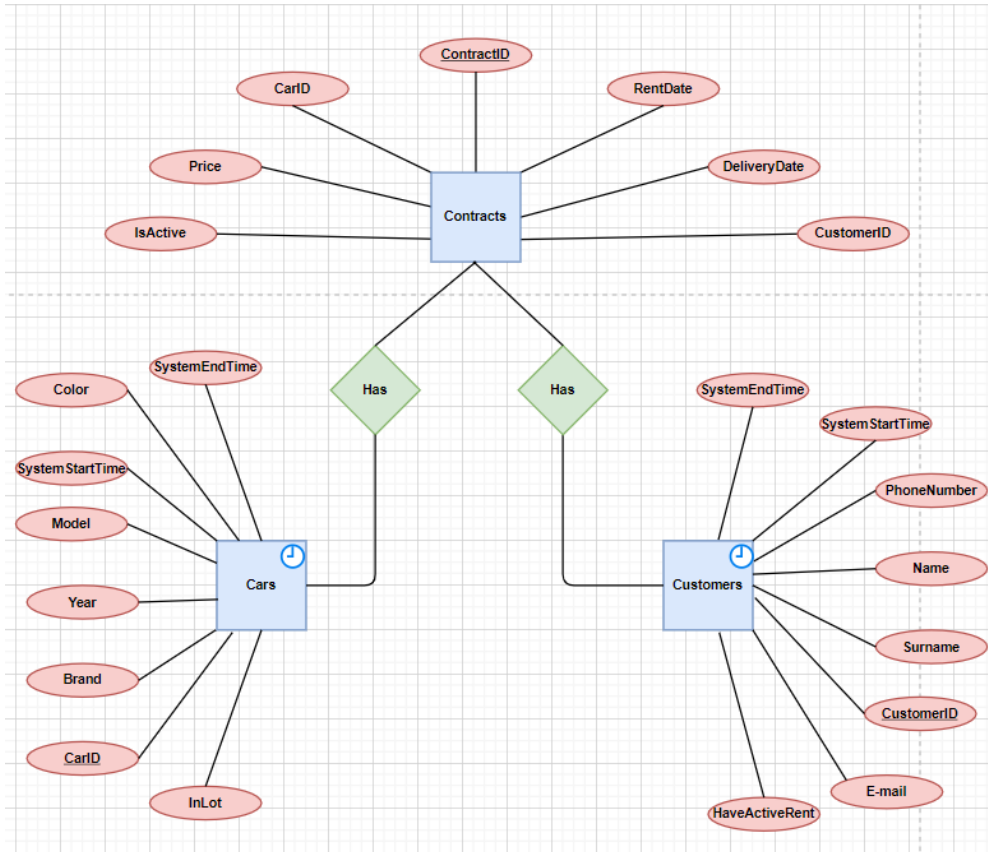 ContractID
CarID
RentDate
Price
DeliveryDate
Contracts
IsActive
CustomerID
SystemEndTime
Color
Has
Has
SystemEndTime
SystemStartTime
SystemStartTime
PhoneNumber
Model
Cars
Customers
Name
Year
Surname
Brand
CustomerID
CarID
E-mail
InLot
HaveActiveRent